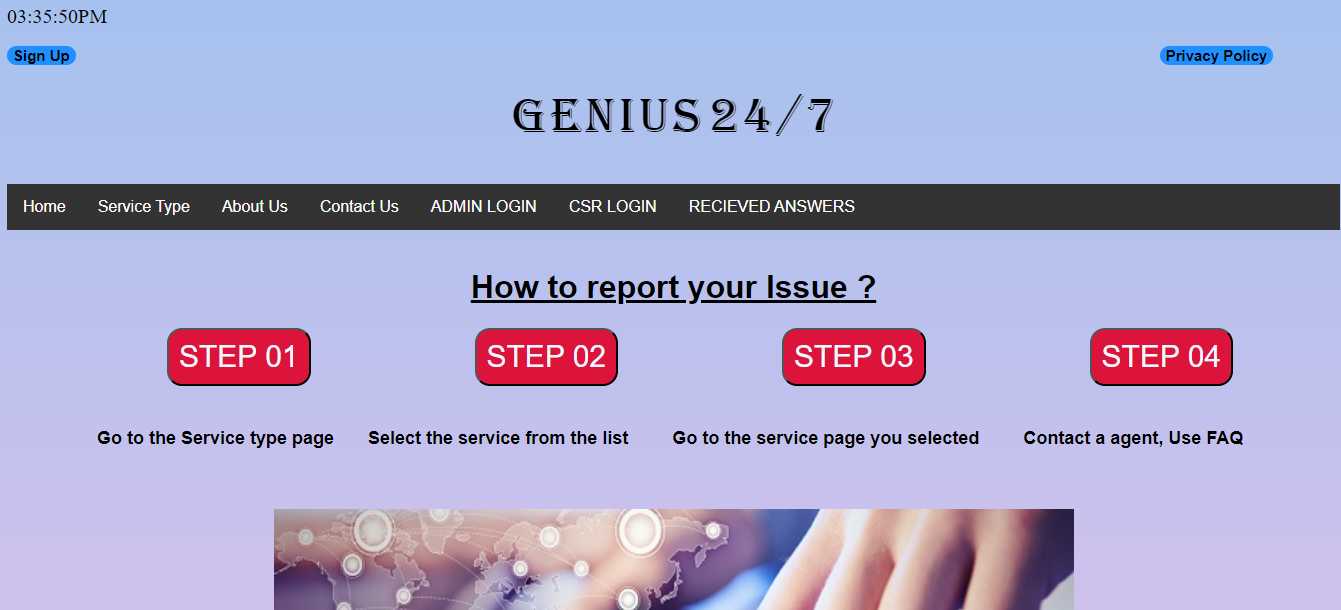 03:35:50PM
Sign Up
Privacy Policy
GENIUS 24/7
Home Service Type About Us Contact Us ADMIN LOGIN CSR LOGIN RECIEVED ANSWERS
How to report your Issue ?
STEP 01 STEP 02 STEP 03 STEP 04
Go to the Service type page Select the service from the list Go to the service page you selected Contact a agent, Use FAQ